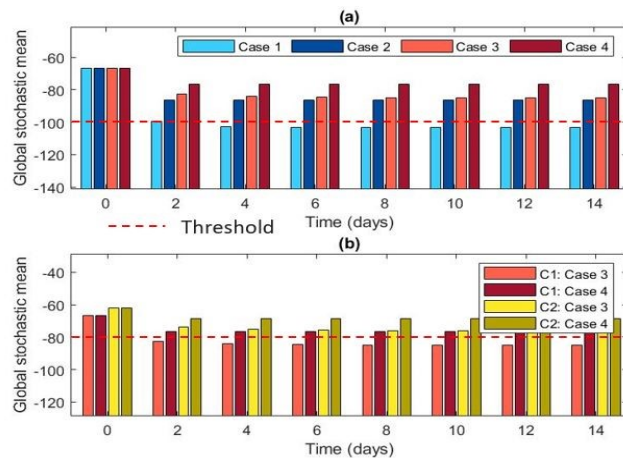 (a)
Global stochastic mean
-60
-80
-100
-120
-140
Case 1 Case 2 Case 3 Case 4
0 2 4 6 8 10 12 14
Time (days)
Threshold
(b)
Global stochastic mean
-40
-60
-80
-100
-120
C1: Case 3
C1: Case 4
C2: Case 3
C2: Case 4
0 2 4 6 8 10 12 14
Time (days)